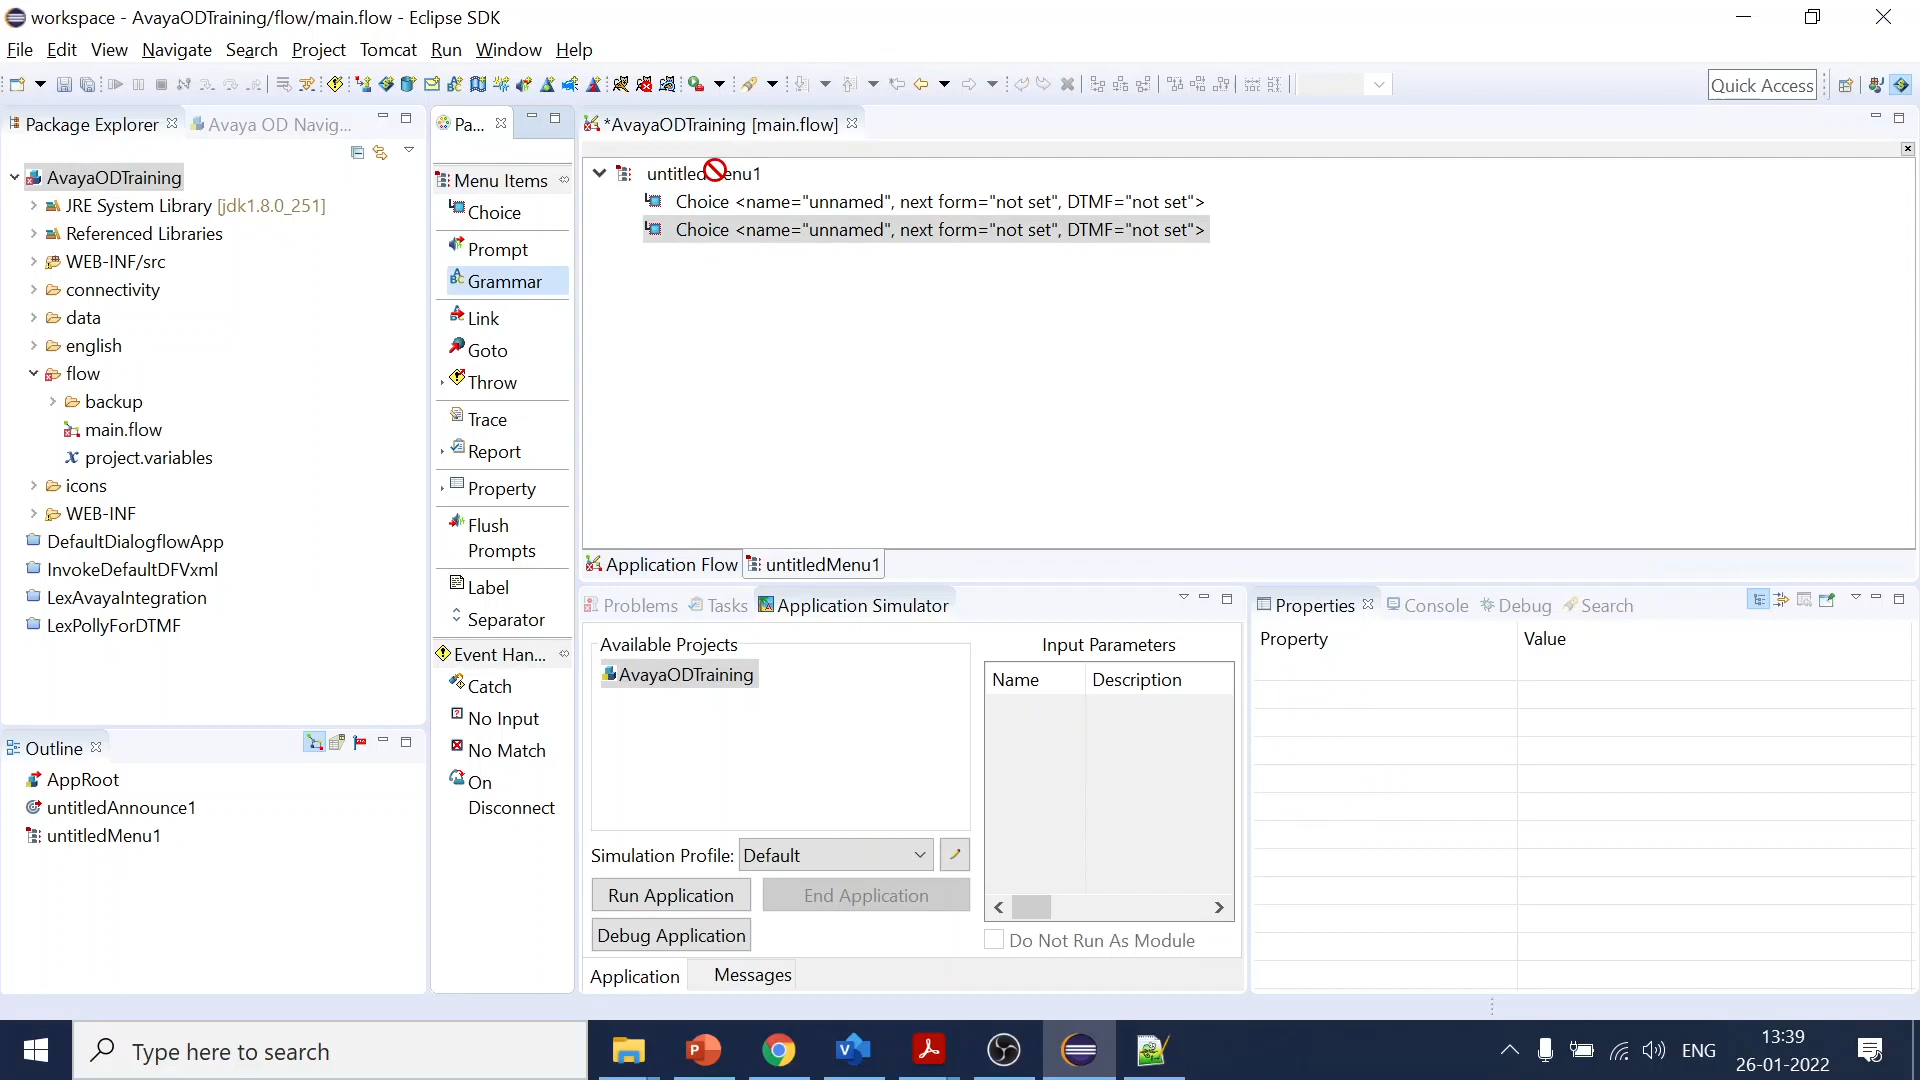 workspace - AvayaODTraining/flow/main.flow - Eclipse SDK
File Edit View Navigate Search Project Tomcat Run Window Help
Quick Access
Package Explorer
Avaya OD Navig...
AvayaODTraining
JRE System Library [jdk1.8.0_251]
Referenced Libraries
WEB-INF/src
connectivity
data
english
flow
backup
main.flow
project.variables
icons
WEB-INF
DefaultDialogflowApp
InvokeDefaultDFVxml
LexAvayaIntegration
LexPollyForDTMF
Outline
AppRoot
untitledAnnounce1
untitledMenu1
Pa...
Menu Items
Choice
Prompt
Grammar
Link
Goto
Throw
Trace
Report
Property
Flush
Prompts
Label
Separator
Event Han...
Catch
No Input
No Match
On
Disconnect
*AvayaODTraining [main.flow]
untitledMenu1
Choice <name="unnamed", next form="not set", DTMF="not set">
Choice <name="unnamed", next form="not set", DTMF="not set">
Application Flow untitledMenu1
Problems Tasks Application Simulator
Available Projects
AvayaODTraining
Simulation Profile: Default
Run Application End Application
Debug Application
Input Parameters
Name Description
Do Not Run As Module
Application Messages
Properties Console Debug Search
Property Value
Type here to search
ENG
13:39
26-01-2022